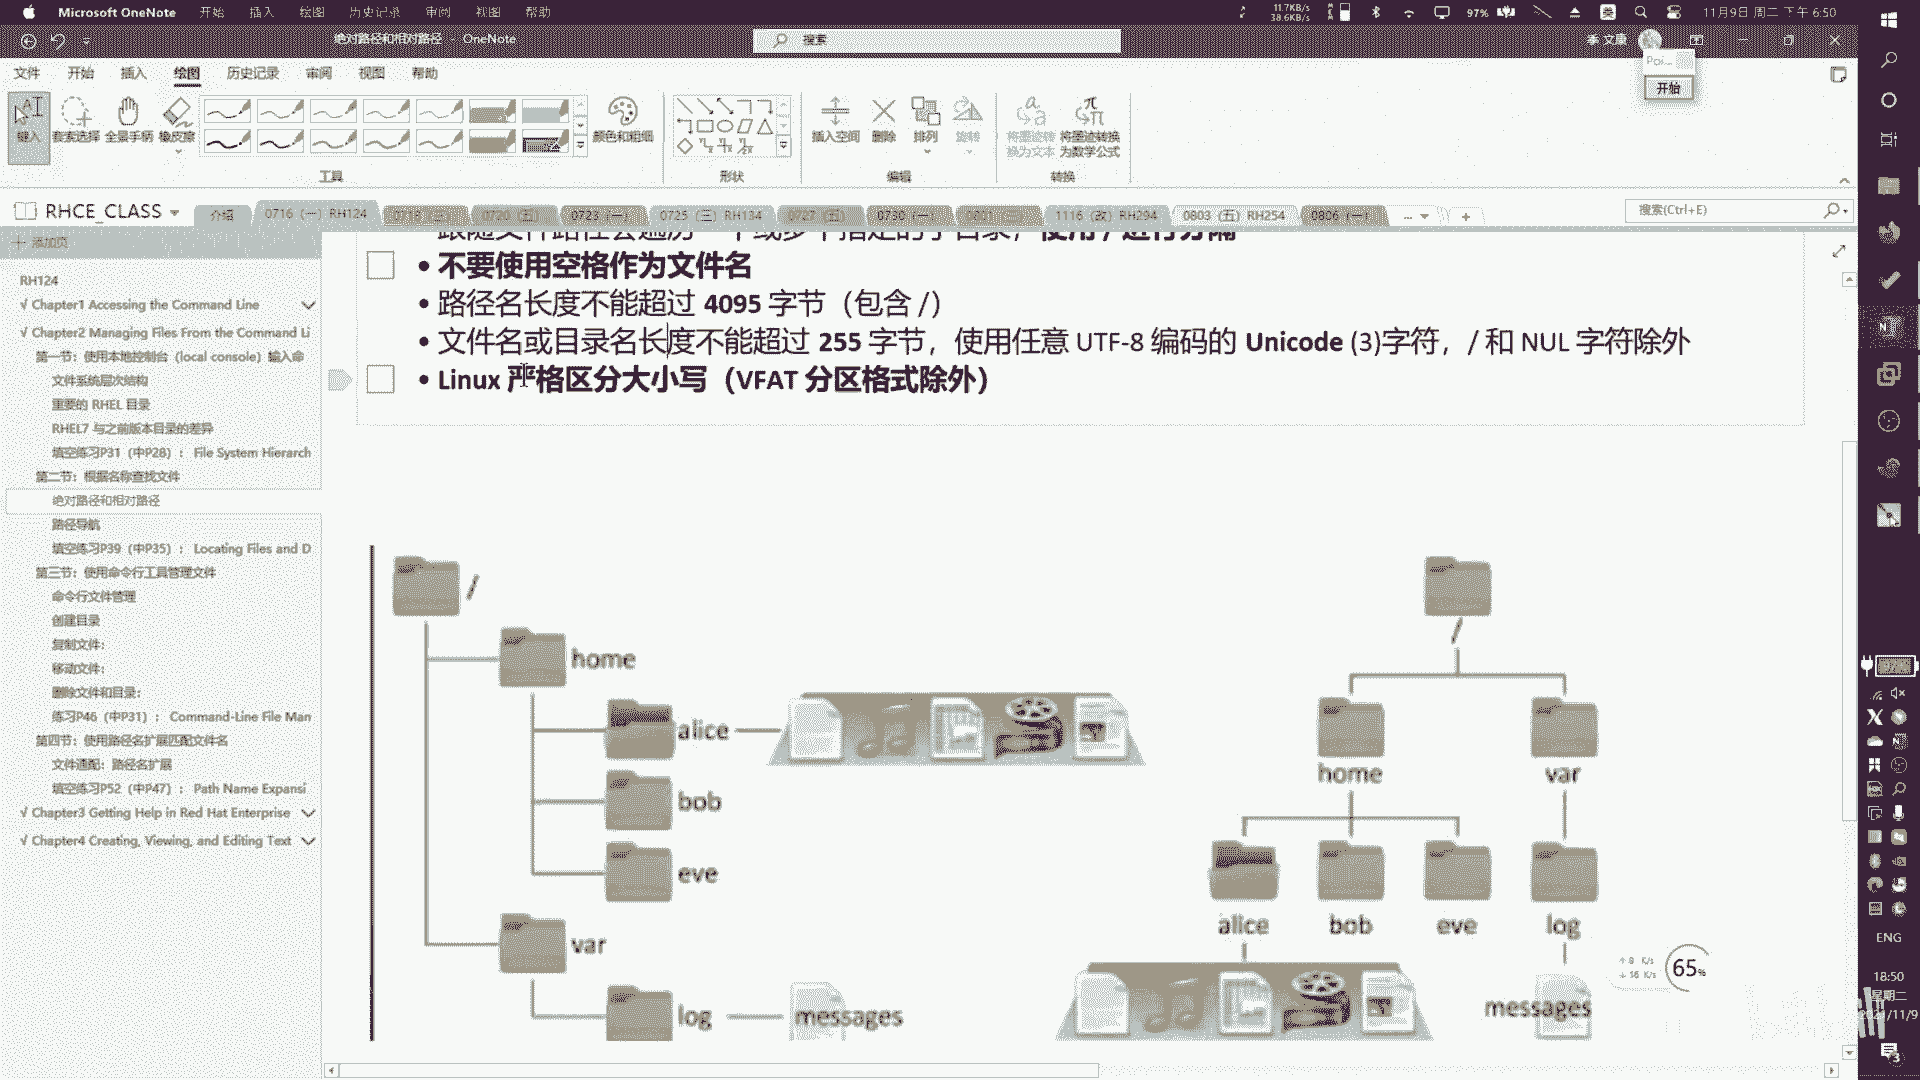 Microsoft OneNote 开始 插入 绘图 历史记录 审阅 视图 帮助
11.7KB/s
38.6KB/s
97%
英
11月9日 周二 下午 6:50
绝对路径和相对路径 - OneNote
搜索
李 文康
文件 开始 插入 绘图 历史记录 审阅 视图 帮助
Poi...
开始
键入 套索选择 全景手柄 橡皮擦
颜色和粗细
插入空间 删除 排列 旋转
将墨迹转换为文本
将墨迹转换为数学公式
工具 形状 编辑 转换
RHCE_CLASS
介绍 0716 (一) RH124 0720 (五) 0723 (一) 0725 (三) RH134 0727 (五) 0730 (一) 1116 (改) RH294 0803 (五) RH254 0806 (一) ...
搜索(Ctrl+E)
添加页
RH124
√ Chapter1 Accessing the Command Line
√ Chapter2 Managing Files From the Command Li
第一节：使用本地控制台（local console）输入命
文件系统层次结构
重要的 RHEL 目录
RHEL7 与之前版本目录的差异
填空练习P31（中P28）： File System Hierarch
第二节：根据名称查找文件
绝对路径和相对路径
路径导航
填空练习P39（中P35）： Locating Files and D
第三节：使用命令行工具管理文件
命令行文件管理
创建目录
复制文件:
移动文件:
删除文件和目录:
练习P46（中P31）： Command-Line File Man
第四节：使用路径名扩展匹配文件名
文件通配：路径名扩展
填空练习P52（中P47）： Path Name Expansi
√ Chapter3 Getting Help in Red Hat Enterprise
√ Chapter4 Creating, Viewing, and Editing Text
• 不要使用空格作为文件名
• 路径名长度不能超过 4095 字节（包含 /）
• 文件名或目录名长度不能超过 255 字节，使用任意 UTF-8 编码的 Unicode (3)字符，/ 和 NUL 字符除外
• Linux 严格区分大小写（VFAT 分区格式除外）
/
home
alice
bob
eve
var
log
messages
/
home var
alice bob eve log
messages
65%
ENG
18:50
星期二
2021/11/9